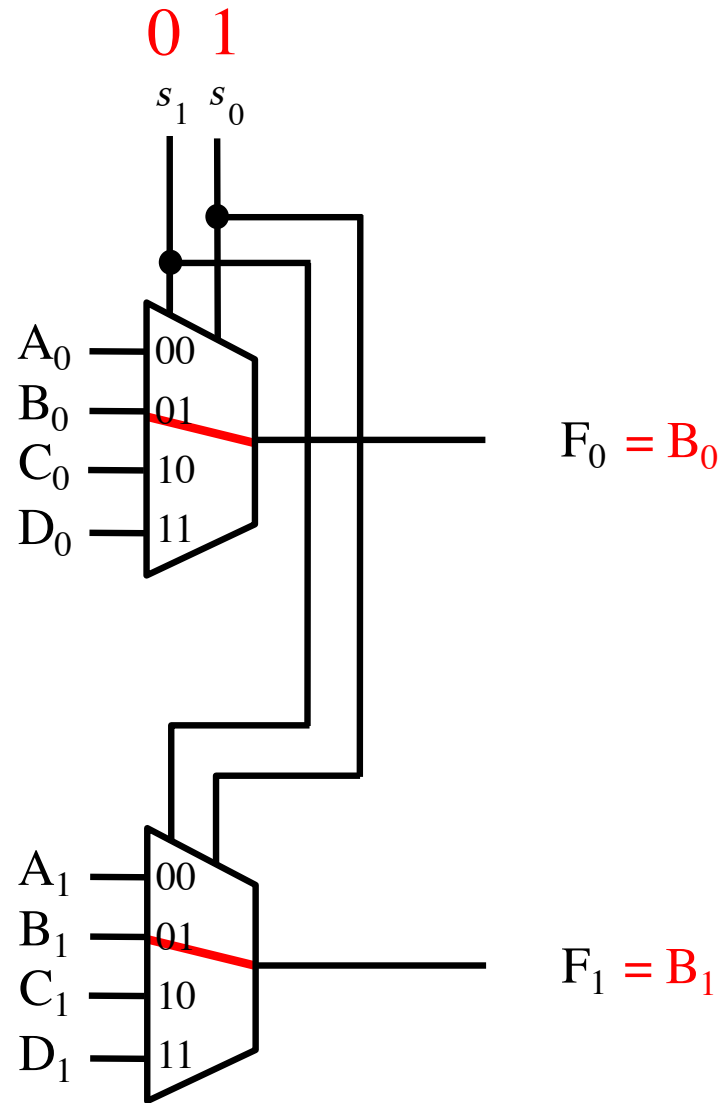 0 1
s₁ s₀
A₀ 00
B₀ 01
F₀ = B₀
C₀ 10
D₀ 11
A₁ 00
B₁ 01
F₁ = B₁
C₁ 10
D₁ 11